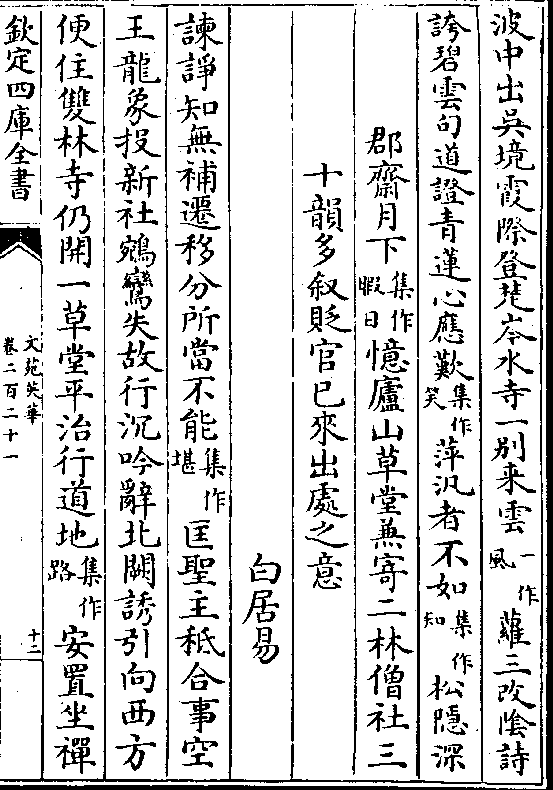 波中出吳境霞際登楚岑水寺一別来雲一作風蘿三改陰詩
誇碧雲句道證青蓮心應歎集作笑萍汎者不如集作知松隱深
郡齋月下集作暇日憶廬山草堂兼寄二林僧社三
十韻多叙貶官已來出處之意
白居易
諫諍知無補遷移分所當不能集作堪匡聖主秪合事空
王龍象投新社鵷鸞失故行沉吟辭北闕誘引向西方
便住雙林寺仍開一草堂平治行道地集作路安置坐禪
欽定四庫全書
文苑英華
卷二百二十一
十二